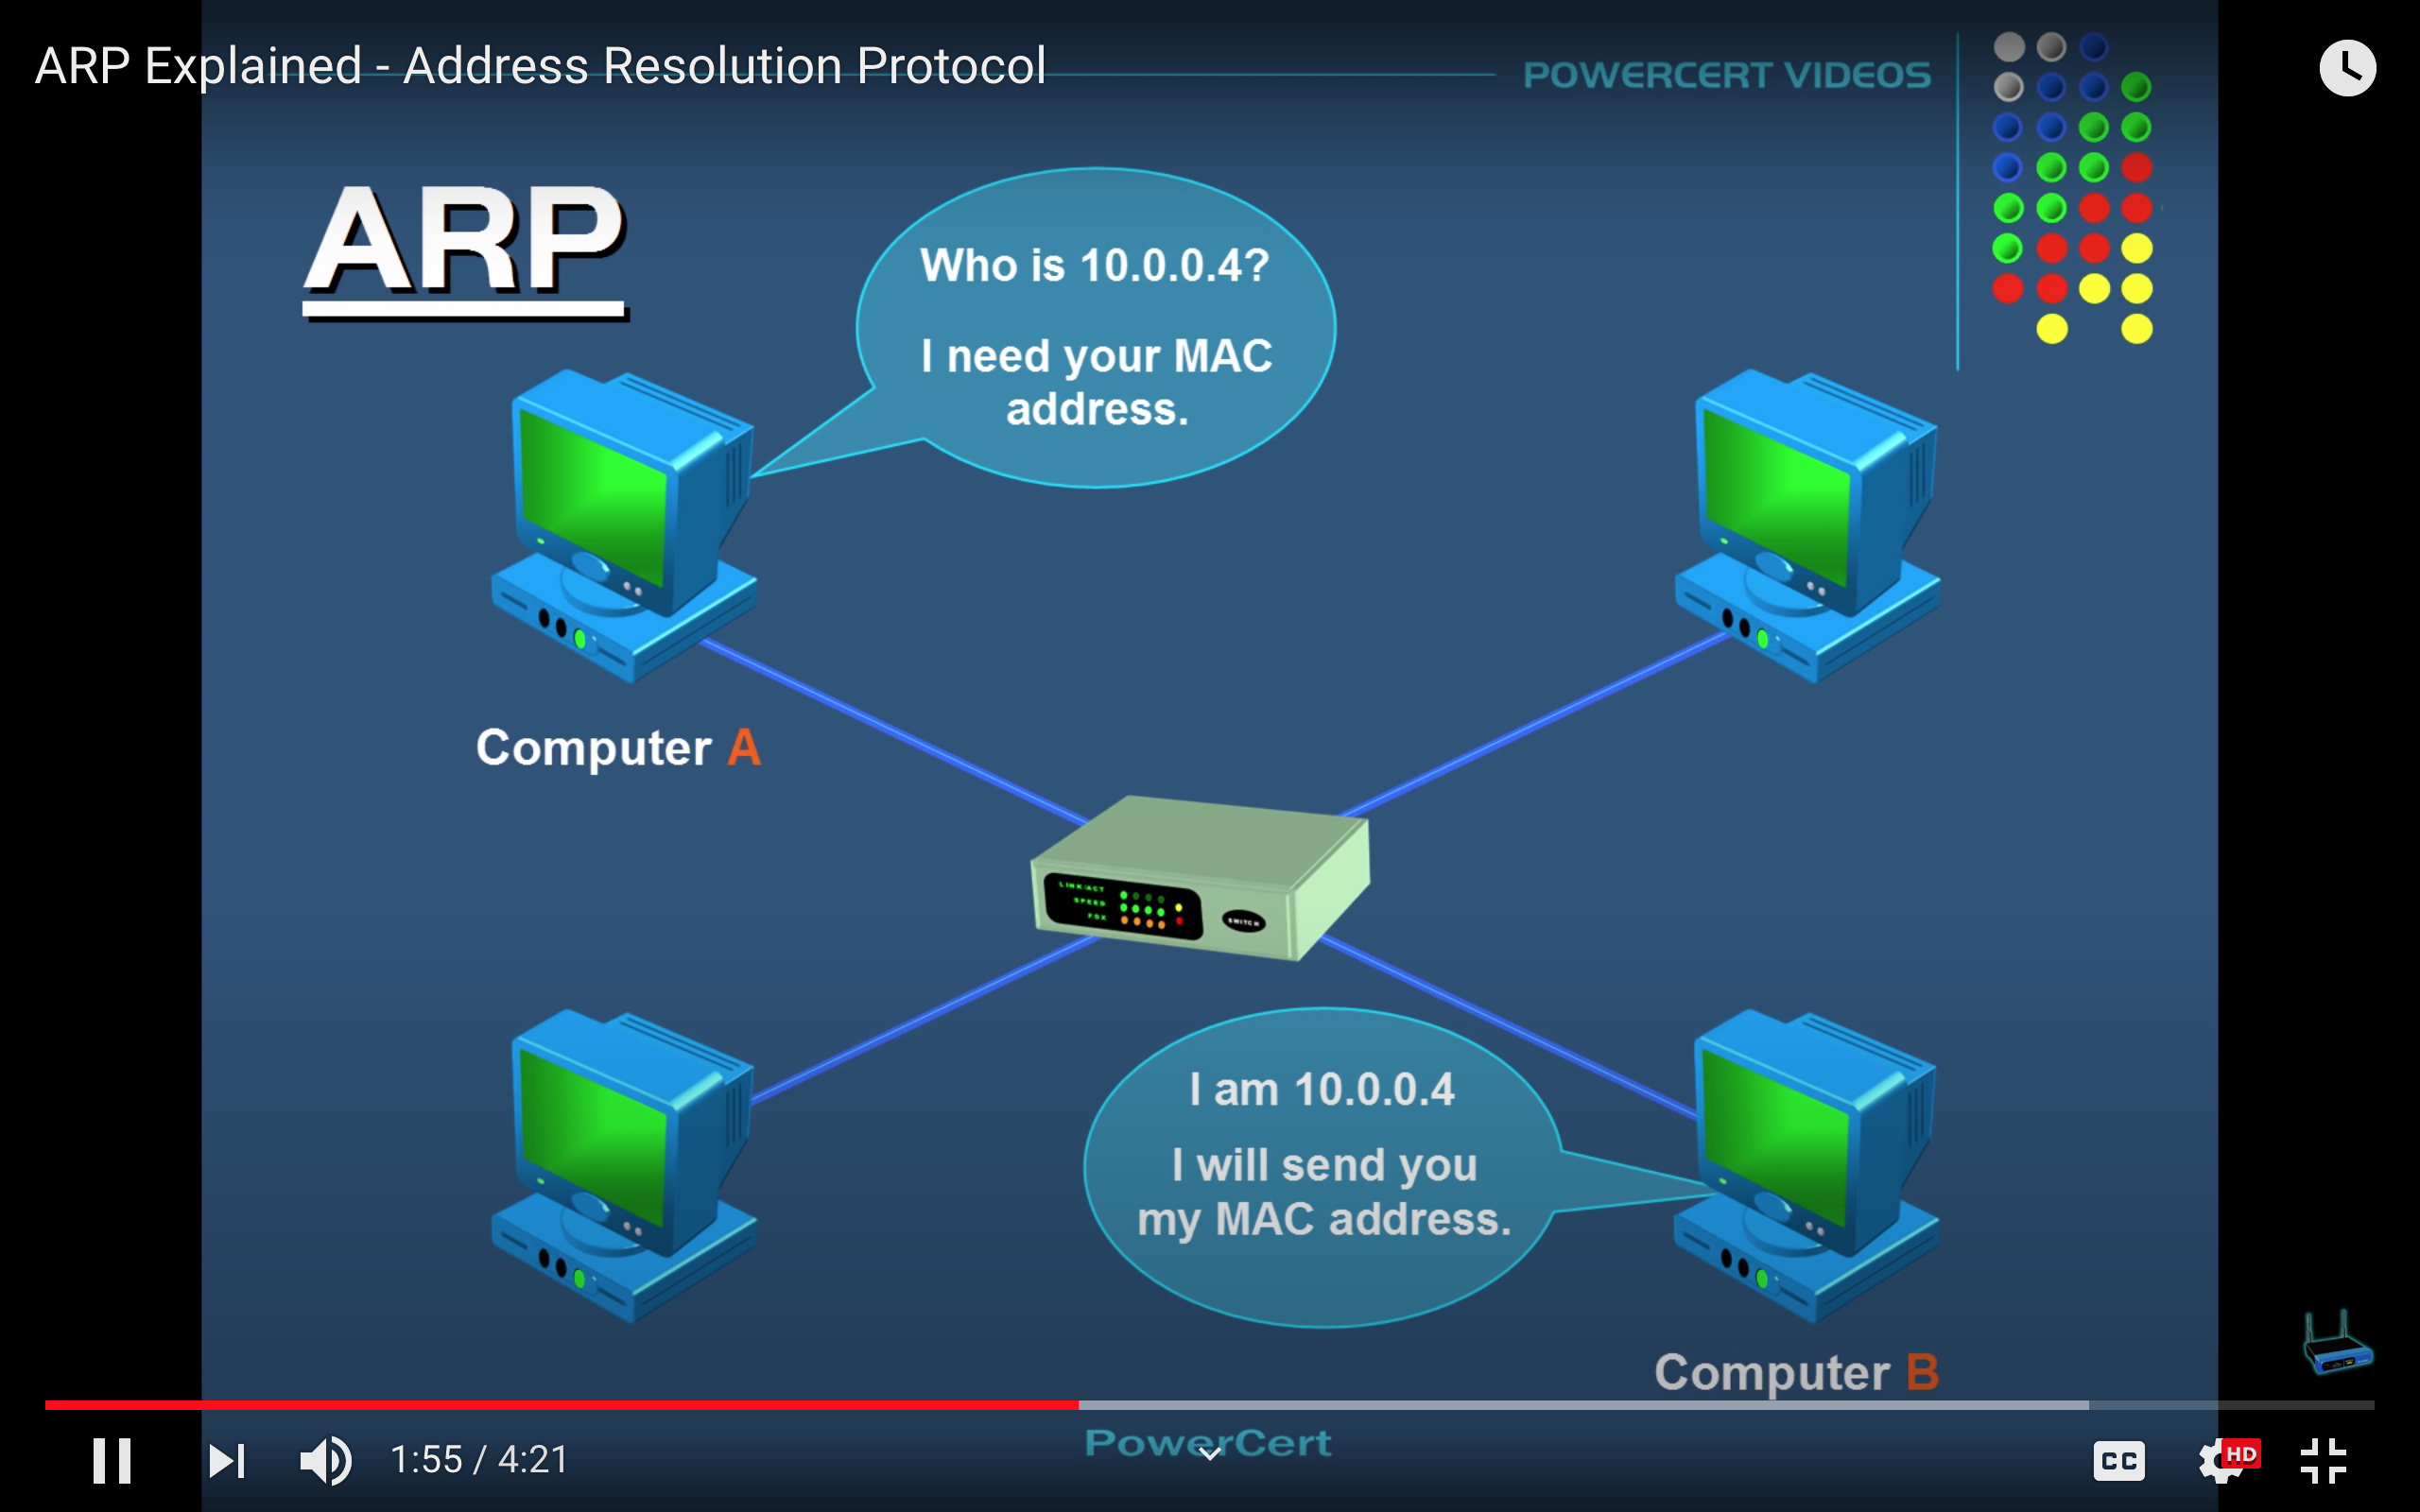 ARP Explained - Address Resolution Protocol
POWERCERT VIDEOS
ARP
Who is 10.0.0.4?
I need your MAC
address.
Computer A
LINK/ACT
SPEED
FDX
SWITCH
I am 10.0.0.4
I will send you
my MAC address.
Computer B
PowerCert
1:55 / 4:21
CC
HD